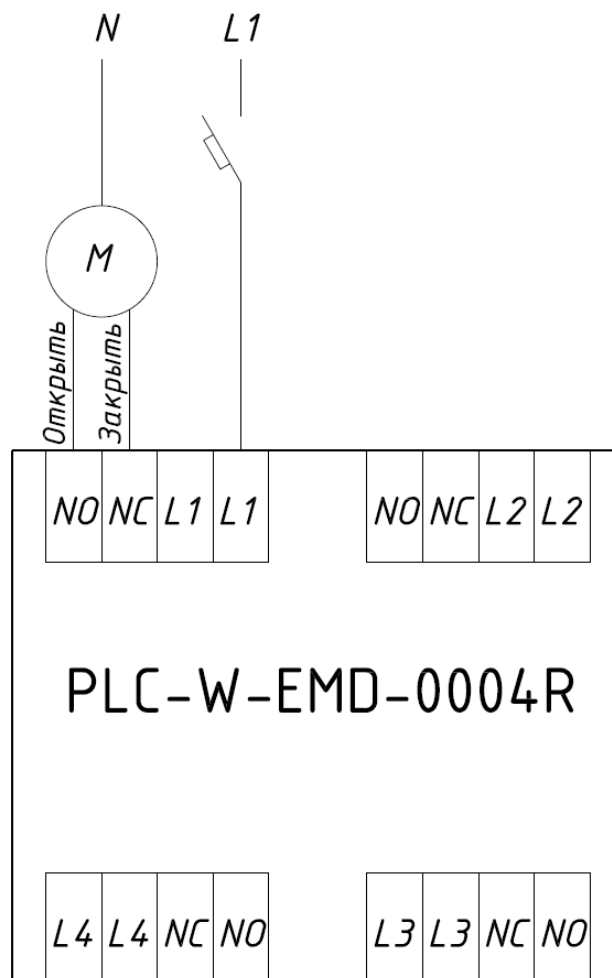 N L1
M
Открыть Закрыть
NO NC L1 L1 NO NC L2 L2
PLC-W-EMD-0004R
L4 L4 NC NO L3 L3 NC NO